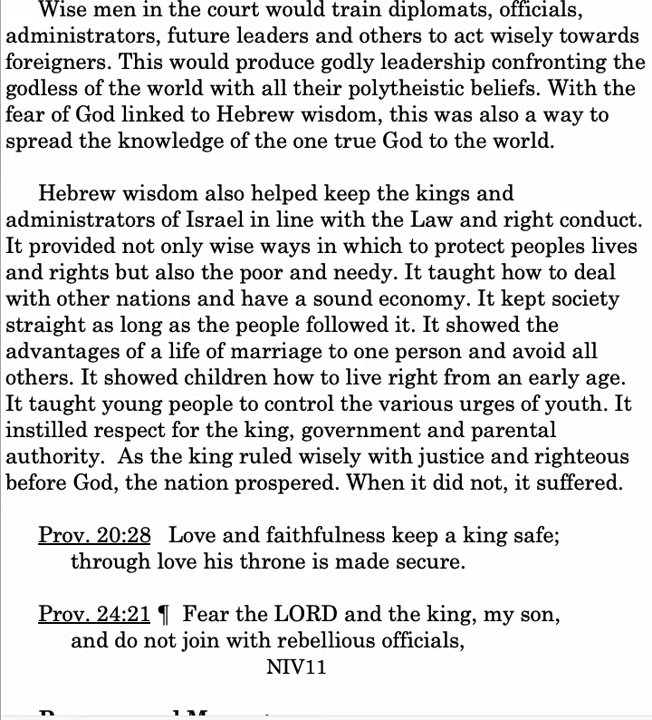 Wise men in the court would train diplomats, officials,
administrators, future leaders and others to act wisely towards
foreigners. This would produce godly leadership confronting the
godless of the world with all their polytheistic beliefs. With the
fear of God linked to Hebrew wisdom, this was also a way to
spread the knowledge of the one true God to the world.
Hebrew wisdom also helped keep the kings and
administrators of Israel in line with the Law and right conduct.
It provided not only wise ways in which to protect peoples lives
and rights but also the poor and needy. It taught how to deal
with other nations and have a sound economy. It kept society
straight as long as the people followed it. It showed the
advantages of a life of marriage to one person and avoid all
others. It showed children how to live right from an early age.
It taught young people to control the various urges of youth. It
instilled respect for the king, government and parental
authority.  As the king ruled wisely with justice and righteous
before God, the nation prospered. When it did not, it suffered.
Prov. 20:28   Love and faithfulness keep a king safe;
through love his throne is made secure.
Prov. 24:21 ¶  Fear the LORD and the king, my son,
and do not join with rebellious officials,
NIV11